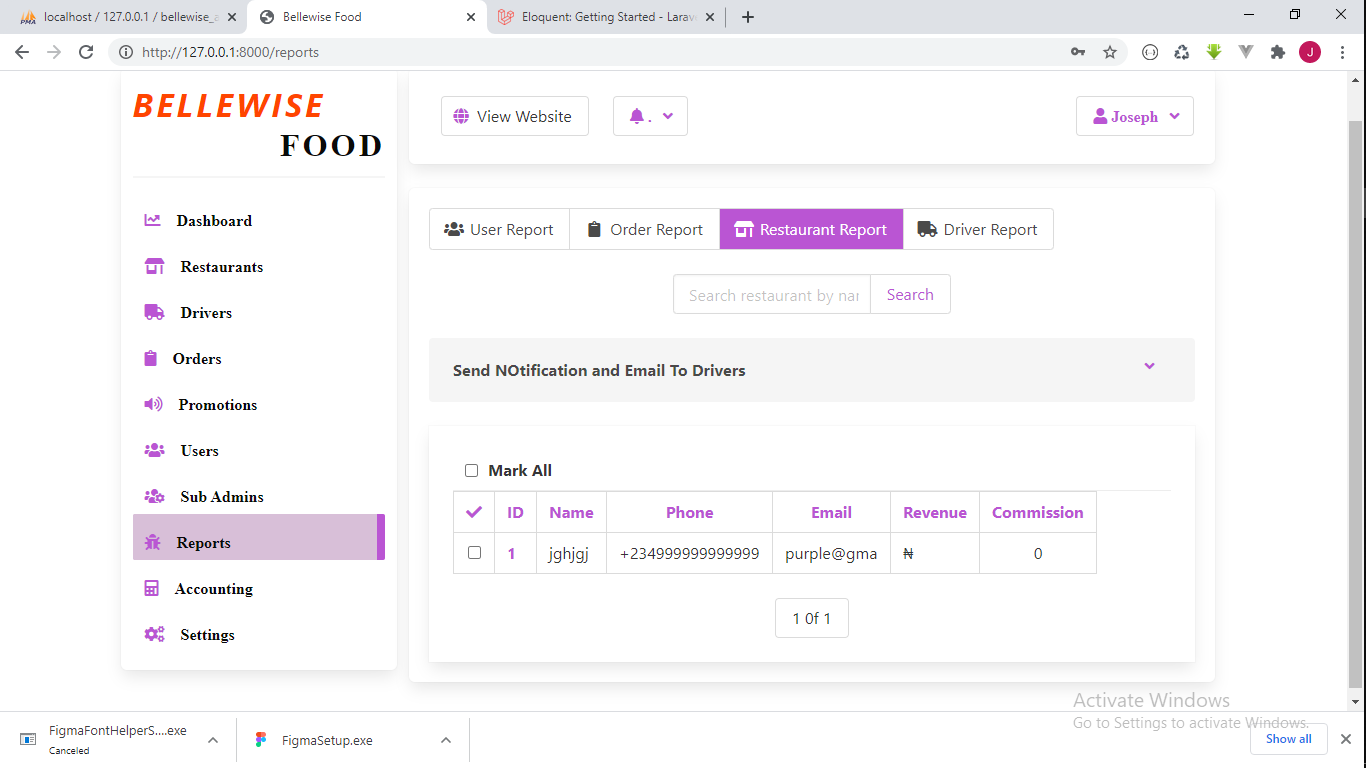 localhost / 127.0.0.1 / bellewise_a
Bellewise Food
Eloquent: Getting Started - Larav
http://127.0.0.1:8000/reports
J
BELLEWISE
FOOD
Dashboard
Restaurants
Drivers
Orders
Promotions
Users
Sub Admins
Reports
Accounting
Settings
View Website
.
Joseph
User Report
Order Report
Restaurant Report
Driver Report
Search restaurant by nar
Search
Send NOtification and Email To Drivers
Mark All
ID Name Phone Email Revenue Commission
1 jghjgj +234999999999999 purple@gma ₦ 0
1 Of 1
Activate Windows
Go to Settings to activate Windows.
FigmaFontHelperS....exe
Canceled
FigmaSetup.exe
Show all